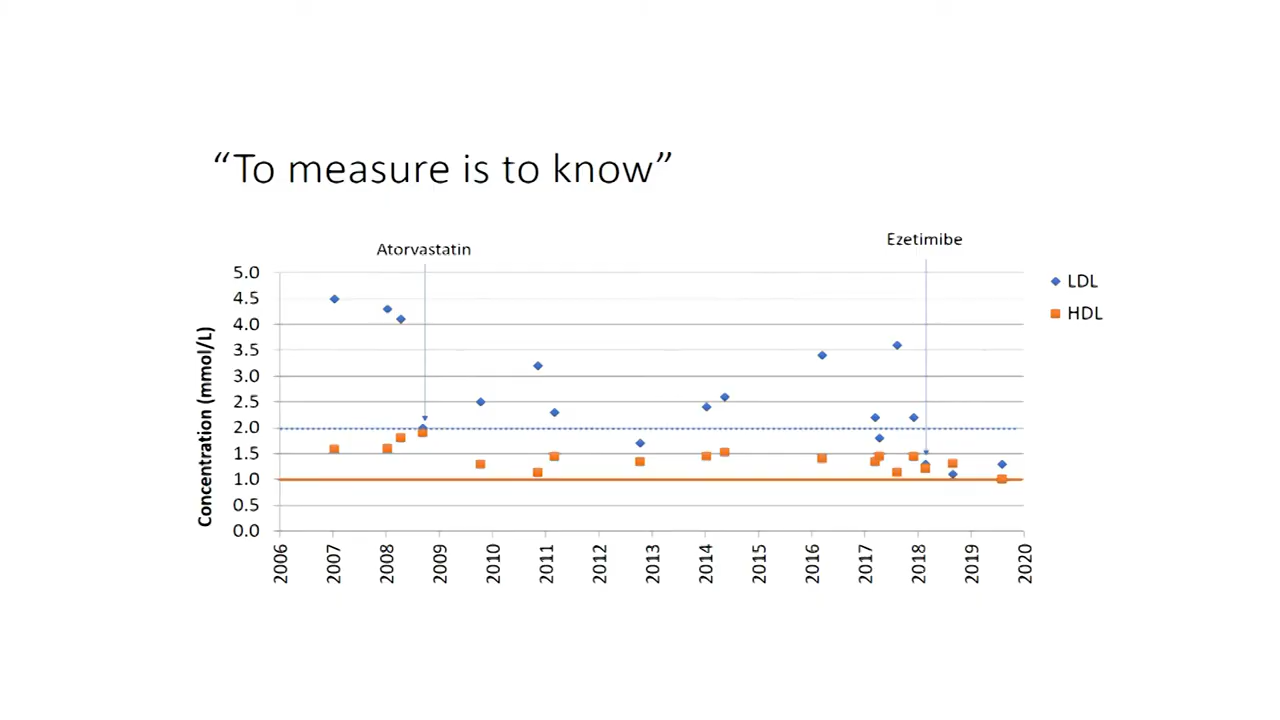 “To measure is to know”
Atorvastatin
Ezetimibe
LDL
HDL
Concentration (mmol/L)
5.0
4.5
4.0
3.5
3.0
2.5
2.0
1.5
1.0
0.5
0.0
2006 2007 2008 2009 2010 2011 2012 2013 2014 2015 2016 2017 2018 2019 2020